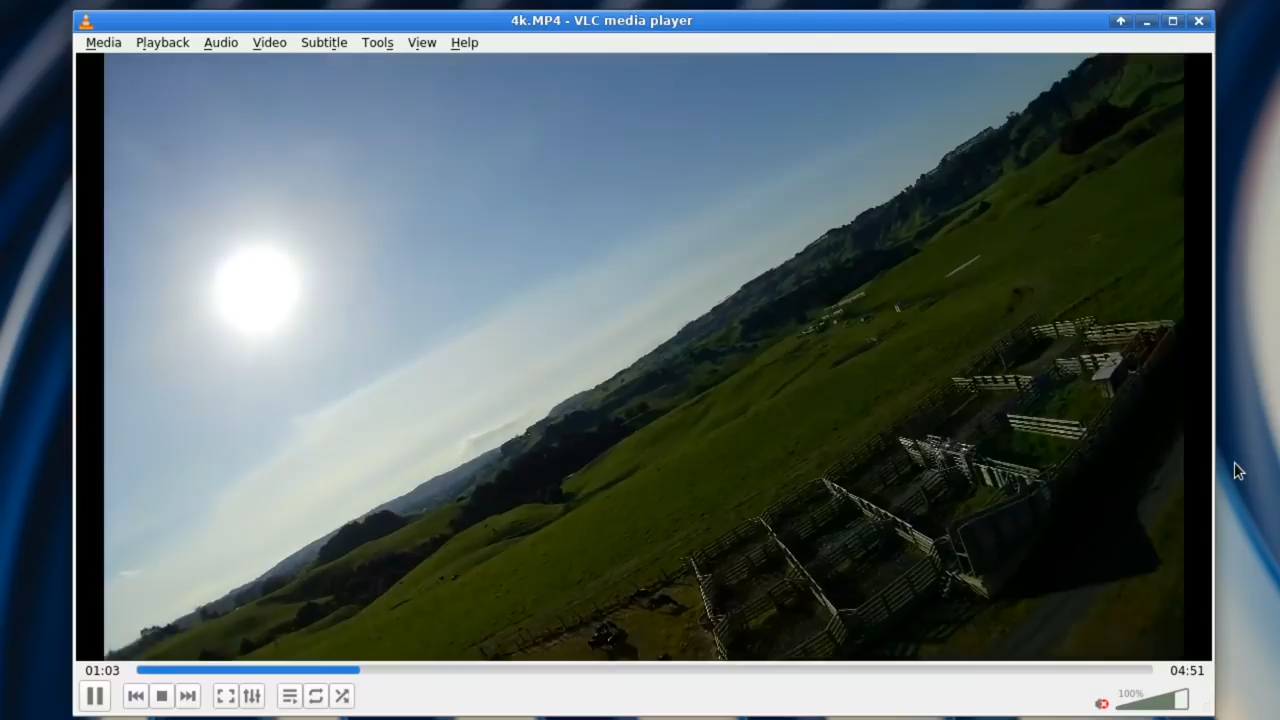 4k.MP4 - VLC media player
Media Playback Audio Video Subtitle Tools View Help
01:03 04:51
100%